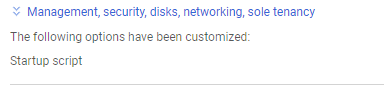 Management, security, disks, networking, sole tenancy
The following options have been customized:
Startup script